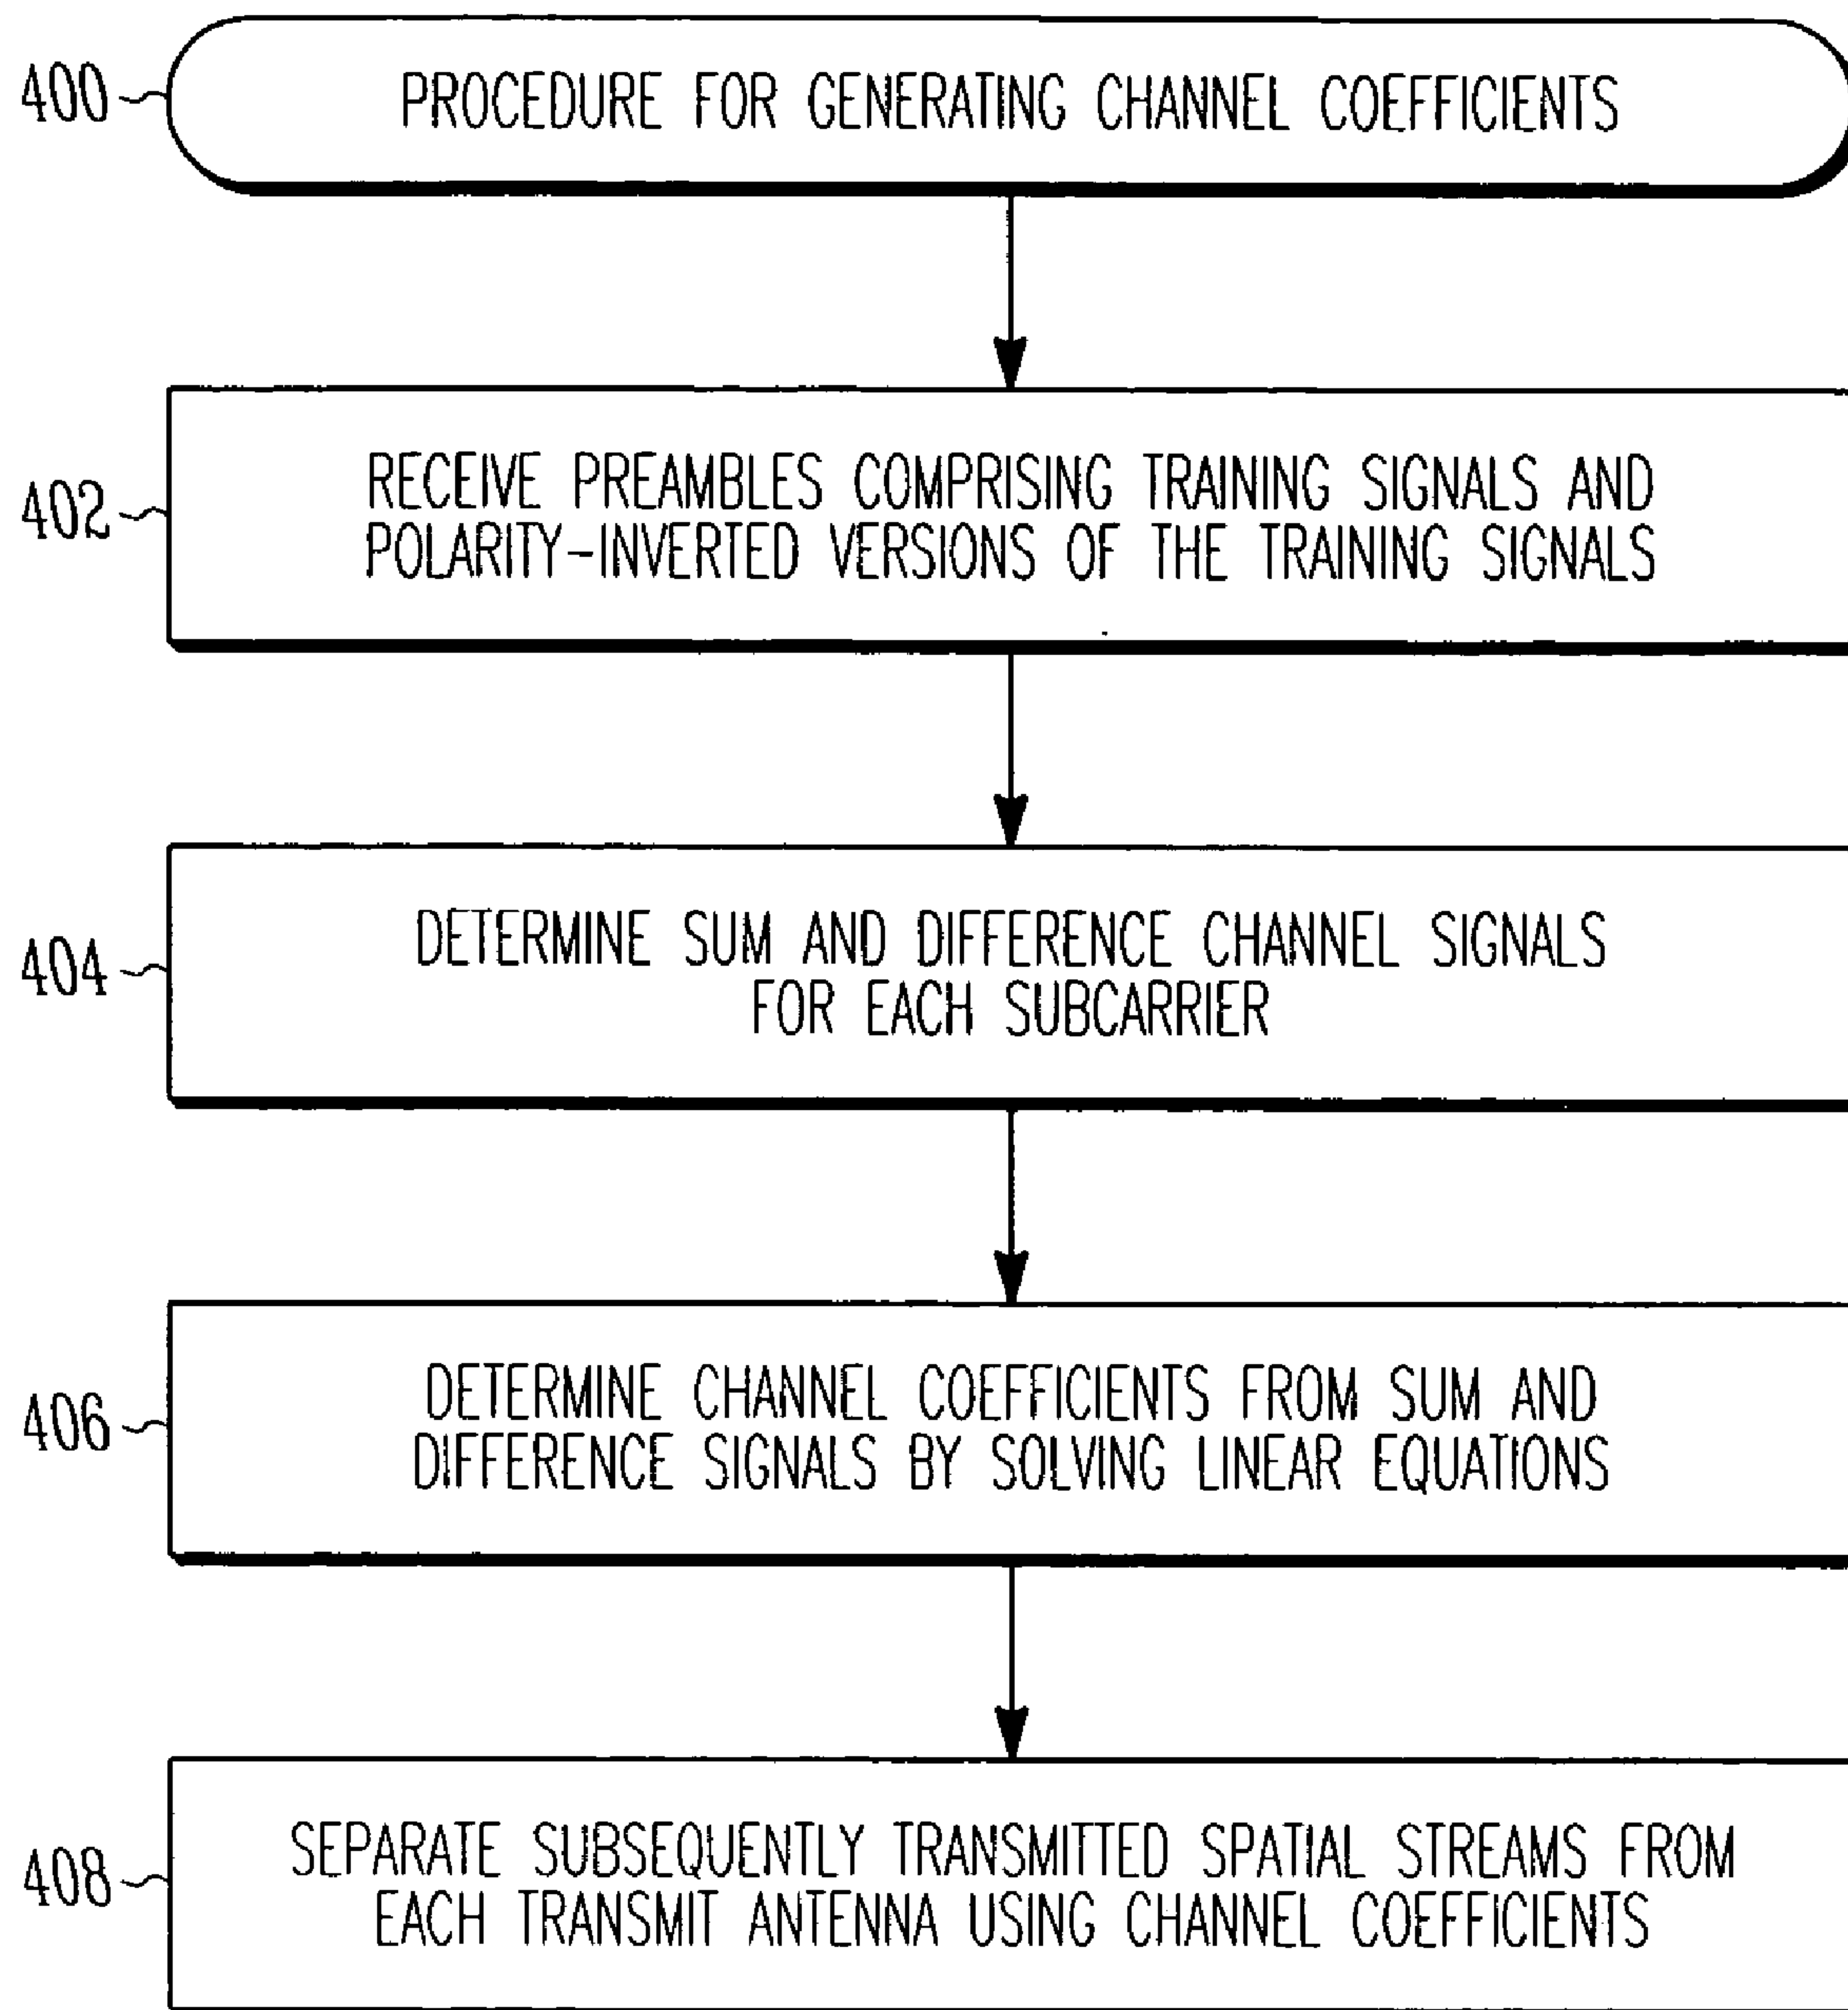 400
PROCEDURE FOR GENERATING CHANNEL COEFFICIENTS
402
RECEIVE PREAMBLES COMPRISING TRAINING SIGNALS AND
POLARITY-INVERTED VERSIONS OF THE TRAINING SIGNALS
404
DETERMINE SUM AND DIFFERENCE CHANNEL SIGNALS
FOR EACH SUBCARRIER
406
DETERMINE CHANNEL COEFFICIENTS FROM SUM AND
DIFFERENCE SIGNALS BY SOLVING LINEAR EQUATIONS
408
SEPARATE SUBSEQUENTLY TRANSMITTED SPATIAL STREAMS FROM
EACH TRANSMIT ANTENNA USING CHANNEL COEFFICIENTS